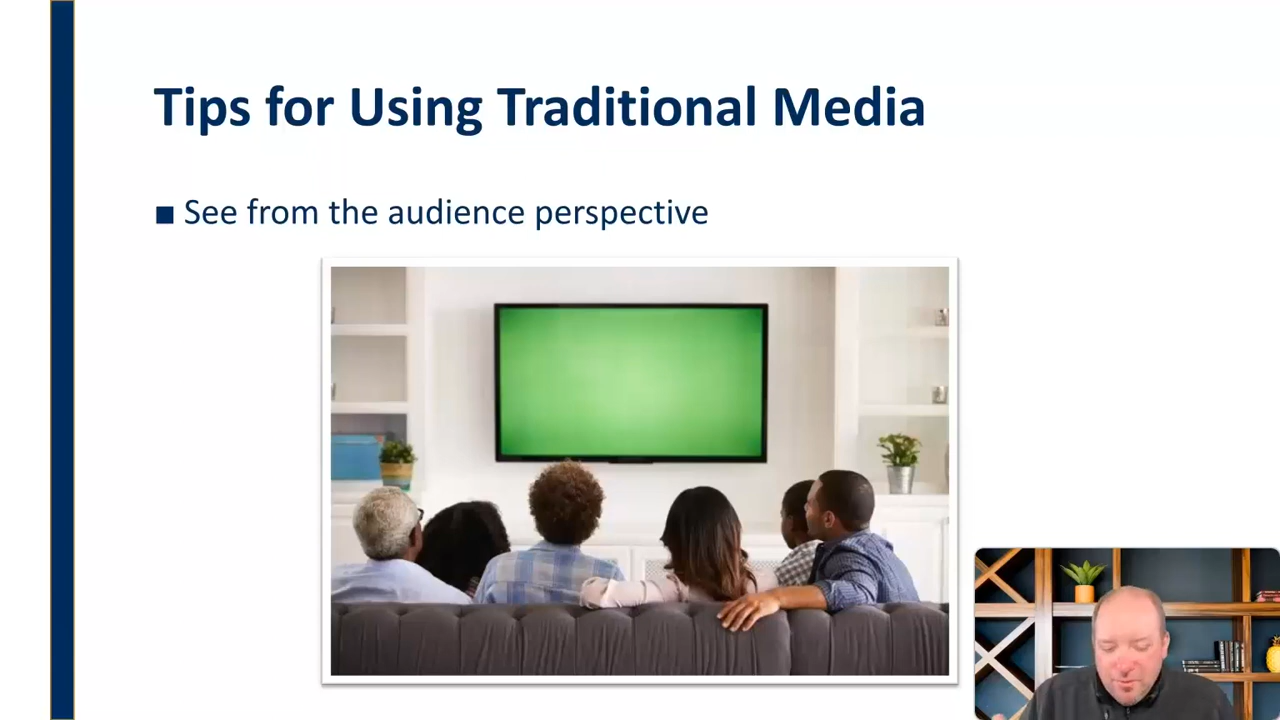 Tips for Using Traditional Media
■ See from the audience perspective